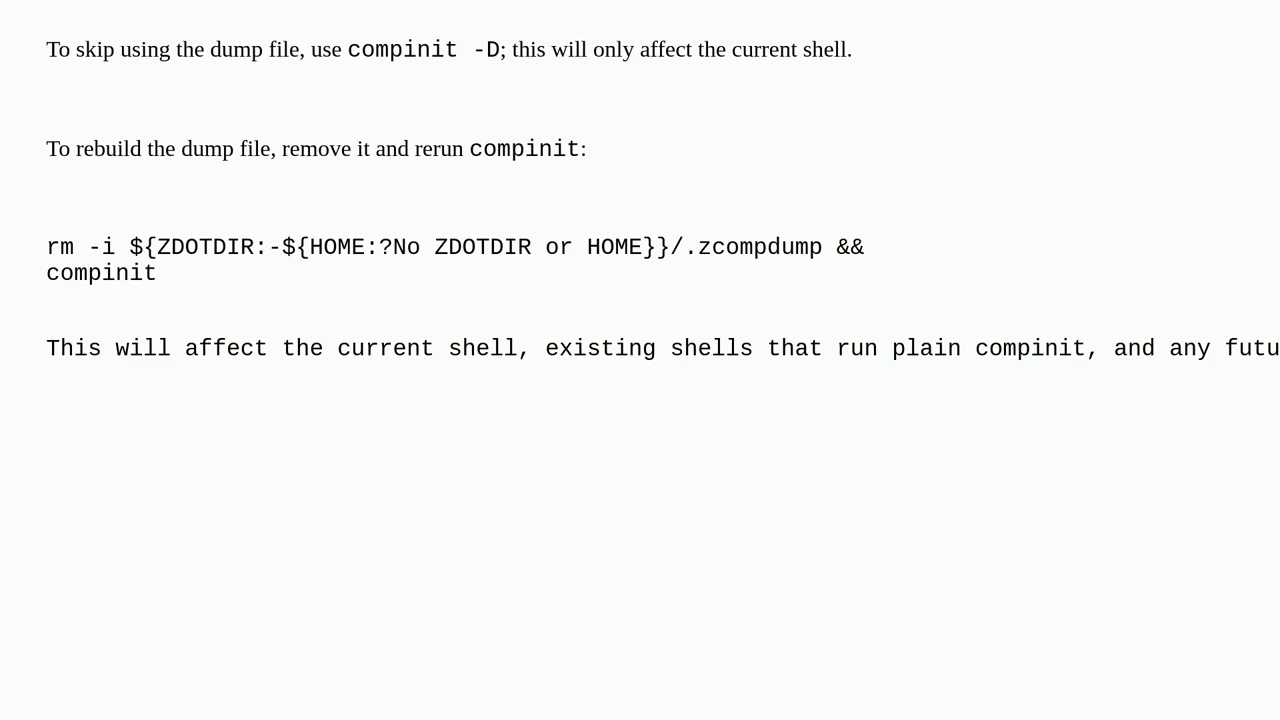 To skip using the dump file, use compinit -D; this will only affect the current shell.
To rebuild the dump file, remove it and rerun compinit:
rm -i ${ZDOTDIR:-${HOME:?No ZDOTDIR or HOME}}/.zcompdump &&
compinit
This will affect the current shell, existing shells that run plain compinit, and any